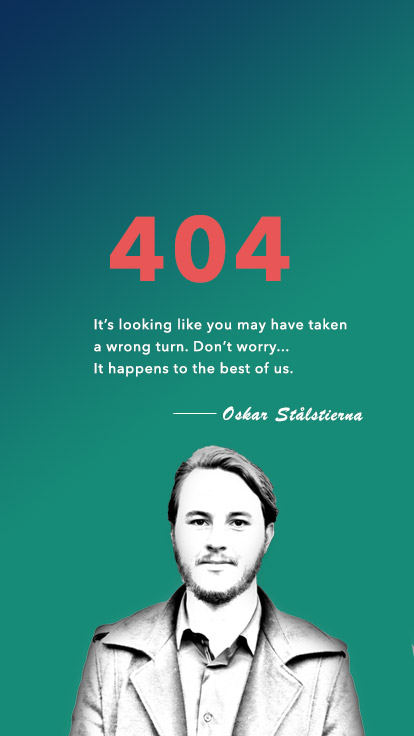 404
It's looking like you may have taken
a wrong turn. Don't worry...
It happens to the best of us.
Oskar Stålstierna